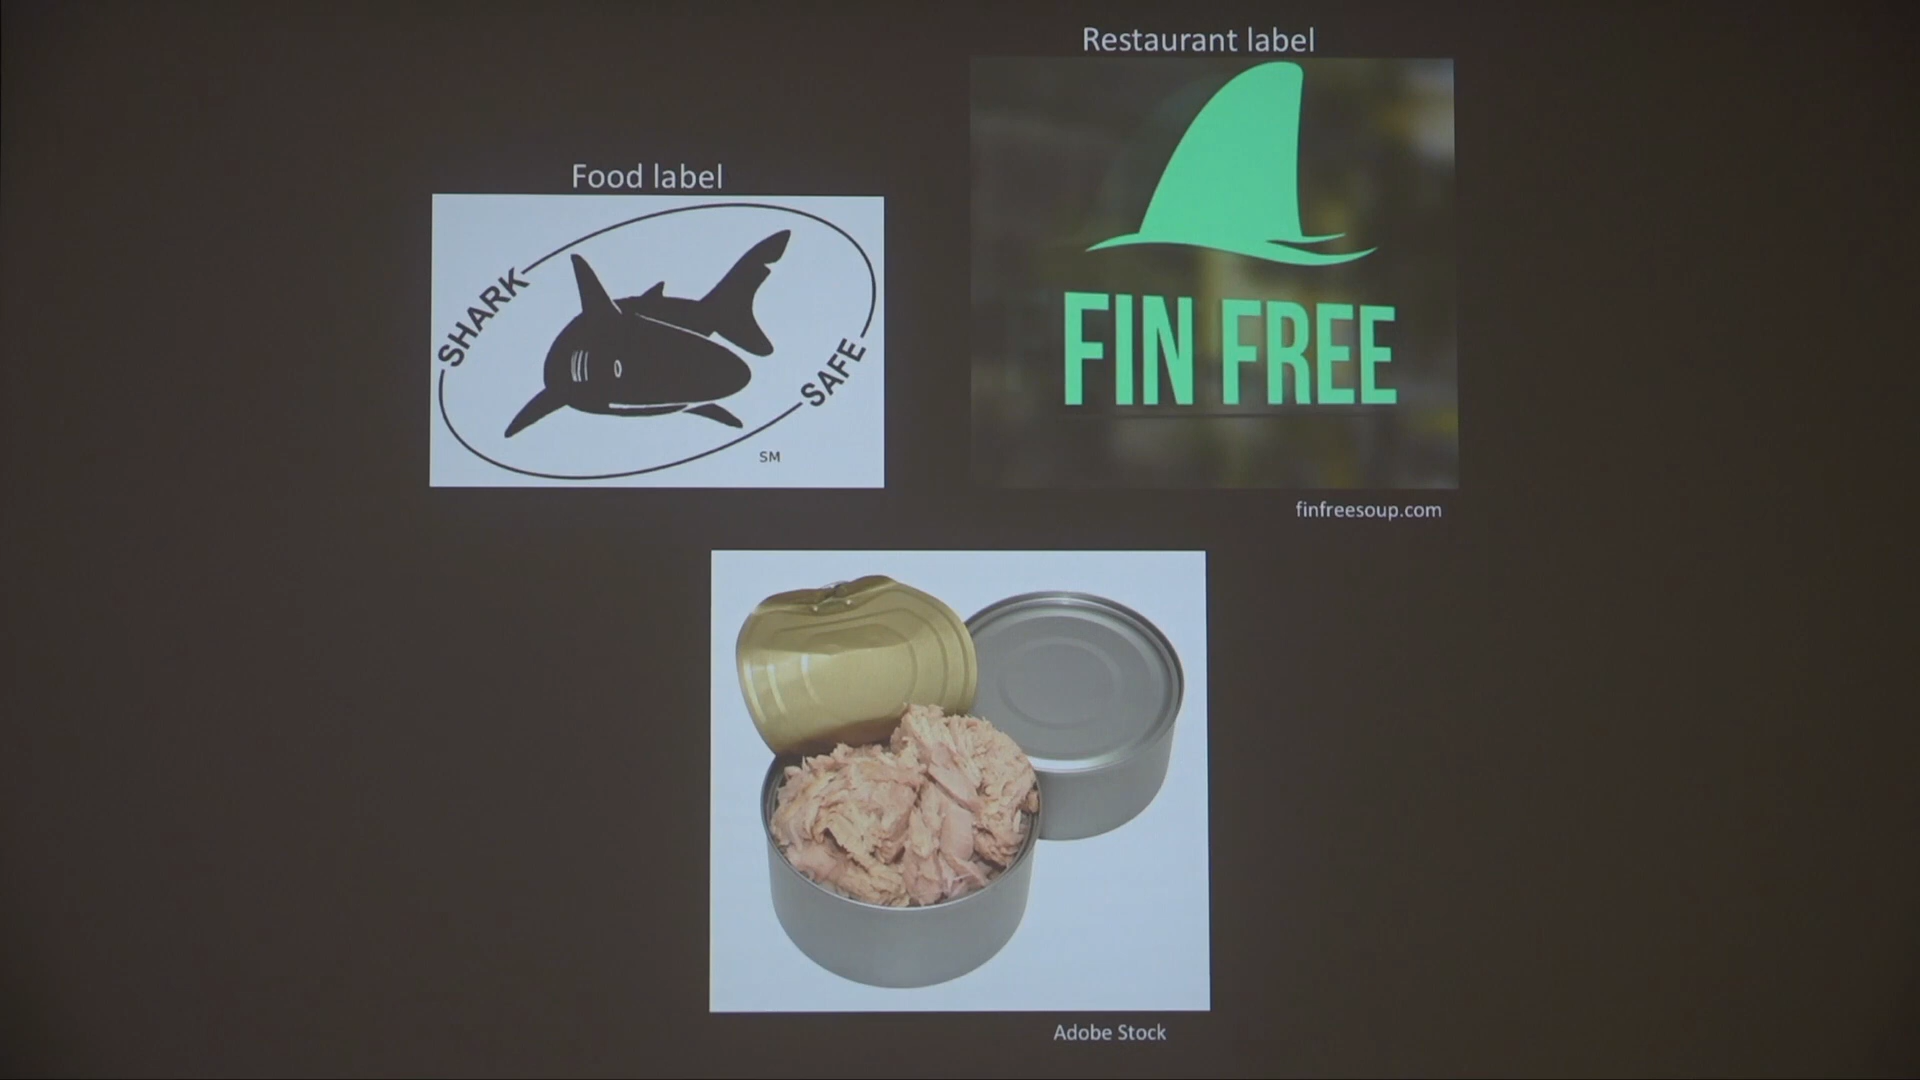 Restaurant label
FIN FREE
finfreesoup.com
Food label
SHARK
SAFE
SM
Adobe Stock